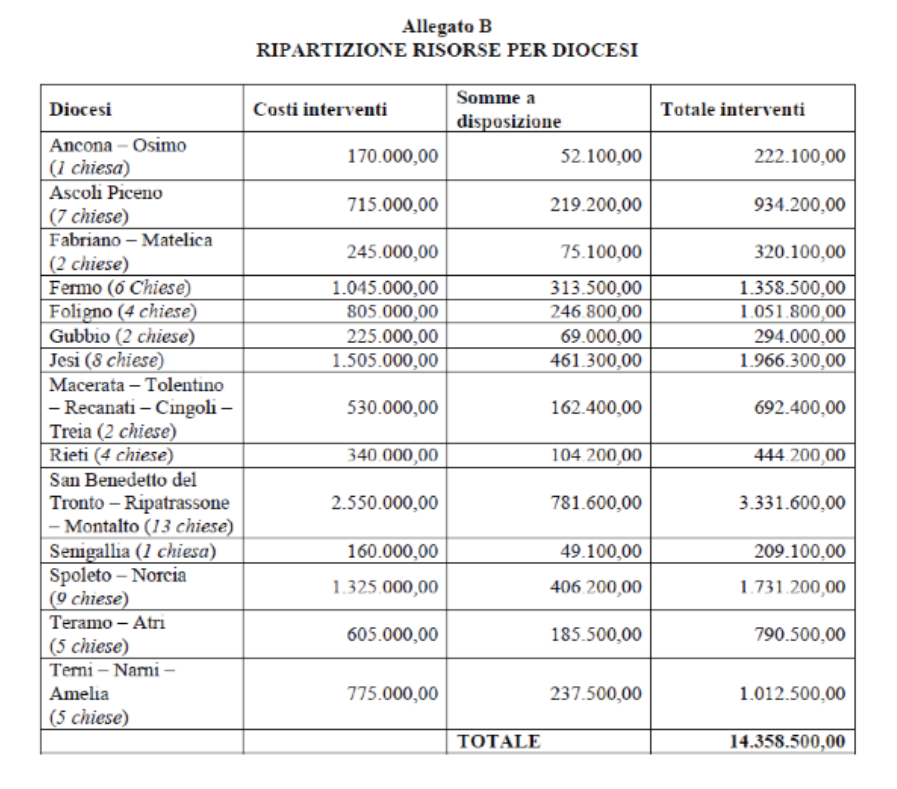 Allegato B
RIPARTIZIONE RISORSE PER DIOCESI
Diocesi Costi interventi Somme a disposizione Totale interventi
Ancona – Osimo
(1 chiesa) 170.000,00 52.100,00 222.100,00
Ascoli Piceno
(7 chiese) 715.000,00 219.200,00 934.200,00
Fabriano – Matelica
(2 chiese) 245.000,00 75.100,00 320.100,00
Fermo (6 Chiese) 1.045.000,00 313.500,00 1.358.500,00
Foligno (4 chiese) 805.000,00 246.800,00 1.051.800,00
Gubbio (2 chiese) 225.000,00 69.000,00 294.000,00
Jesi (8 chiese) 1.505.000,00 461.300,00 1.966.300,00
Macerata – Tolentino
– Recanati – Cingoli –
Treia (2 chiese) 530.000,00 162.400,00 692.400,00
Rieti (4 chiese) 340.000,00 104.200,00 444.200,00
San Benedetto del
Tronto – Ripatrassone
– Montalto (13 chiese) 2.550.000,00 781.600,00 3.331.600,00
Senigallia (1 chiesa) 160.000,00 49.100,00 209.100,00
Spoleto – Norcia
(9 chiese) 1.325.000,00 406.200,00 1.731.200,00
Teramo – Atri
(5 chiese) 605.000,00 185.500,00 790.500,00
Terni – Narni –
Amelia
(5 chiese) 775.000,00 237.500,00 1.012.500,00
TOTALE 14.358.500,00